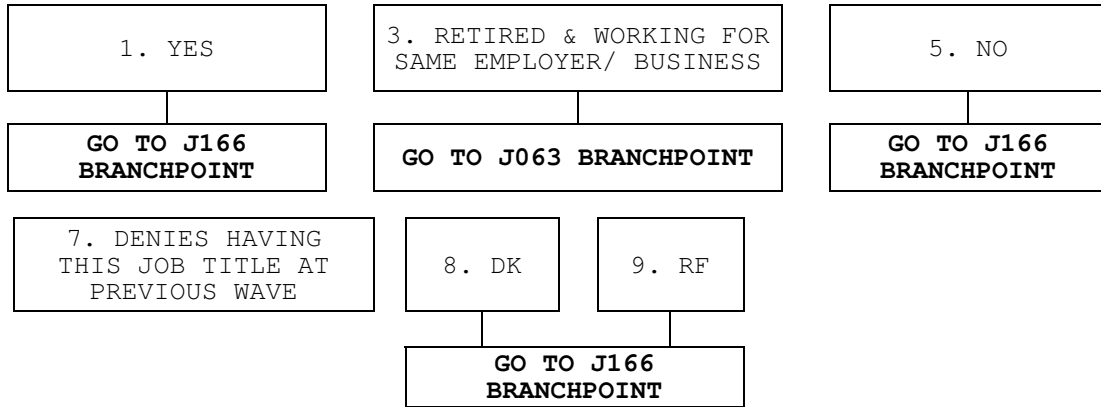 1. YES
3. RETIRED & WORKING FOR
SAME EMPLOYER/ BUSINESS
5. NO
GO TO J166
BRANCHPOINT
GO TO J063 BRANCHPOINT
GO TO J166
BRANCHPOINT
7. DENIES HAVING
THIS JOB TITLE AT
PREVIOUS WAVE
8. DK
9. RF
GO TO J166
BRANCHPOINT